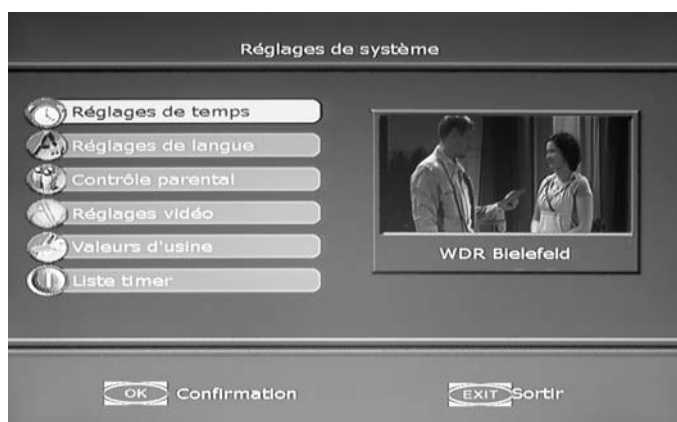 Réglages de système
Réglages de temps
Réglages de langue
Contrôle parental
Réglages vidéo
Valeurs d'usine
Liste timer
WDR Bielefeld
OK Confirmation
EXIT Sortir